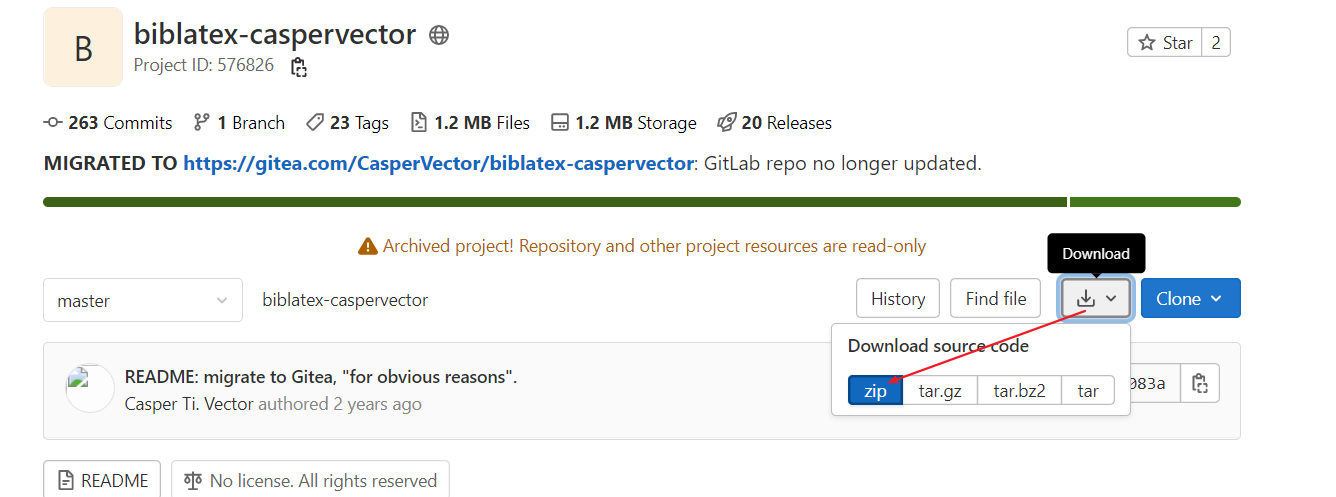 B
biblatex-caspervector
Project ID: 576826
Star 2
263 Commits 1 Branch 23 Tags 1.2 MB Files 1.2 MB Storage 20 Releases
MIGRATED TO https://gitea.com/CasperVector/biblatex-caspervector: GitLab repo no longer updated.
Archived project! Repository and other project resources are read-only
Download
master biblatex-caspervector History Find file Clone
Download source code
README: migrate to Gitea, "for obvious reasons".
zip tar.gz tar.bz2 tar 083a
Casper Ti. Vector authored 2 years ago
README No license. All rights reserved